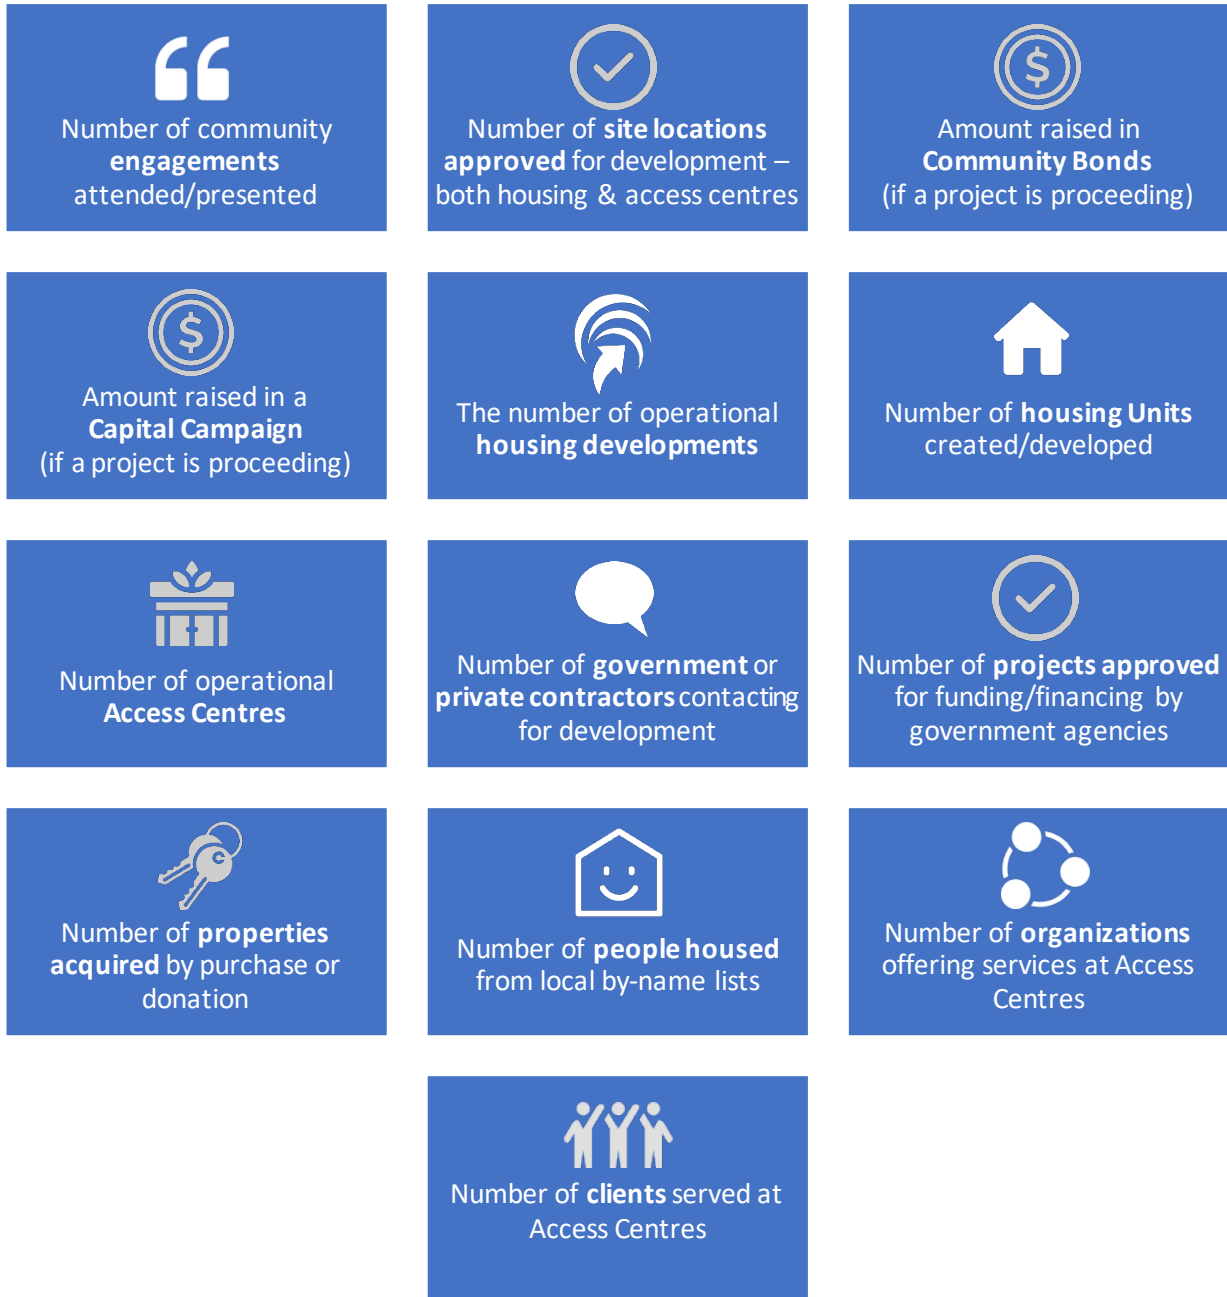 Number of community
engagements
attended/presented
Number of site locations
approved for development –
both housing & access centres
$
Amount raised in
Community Bonds
(if a project is proceeding)
$
Amount raised in a
Capital Campaign
(if a project is proceeding)
The number of operational
housing developments
Number of housing Units
created/developed
Number of operational
Access Centres
Number of government or
private contractors contacting
for development
Number of projects approved
for funding/financing by
government agencies
Number of properties
acquired by purchase or
donation
Number of people housed
from local by-name lists
Number of organizations
offering services at Access
Centres
Number of clients served at
Access Centres